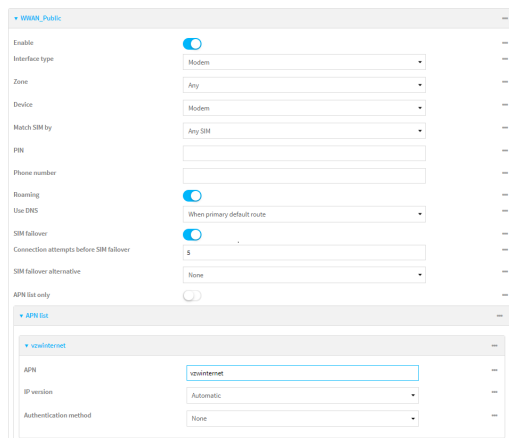 WWAN_Public
Enable
Interface type Modem
Zone Any
Device Modem
Match SIM by Any SIM
PIN
Phone number
Roaming
Use DNS When primary default route
SIM failover
Connection attempts before SIM failover 5
SIM failover alternative None
APN list only
APN list
vzwinternet
APN vzwinternet
IP version Automatic
Authentication method None